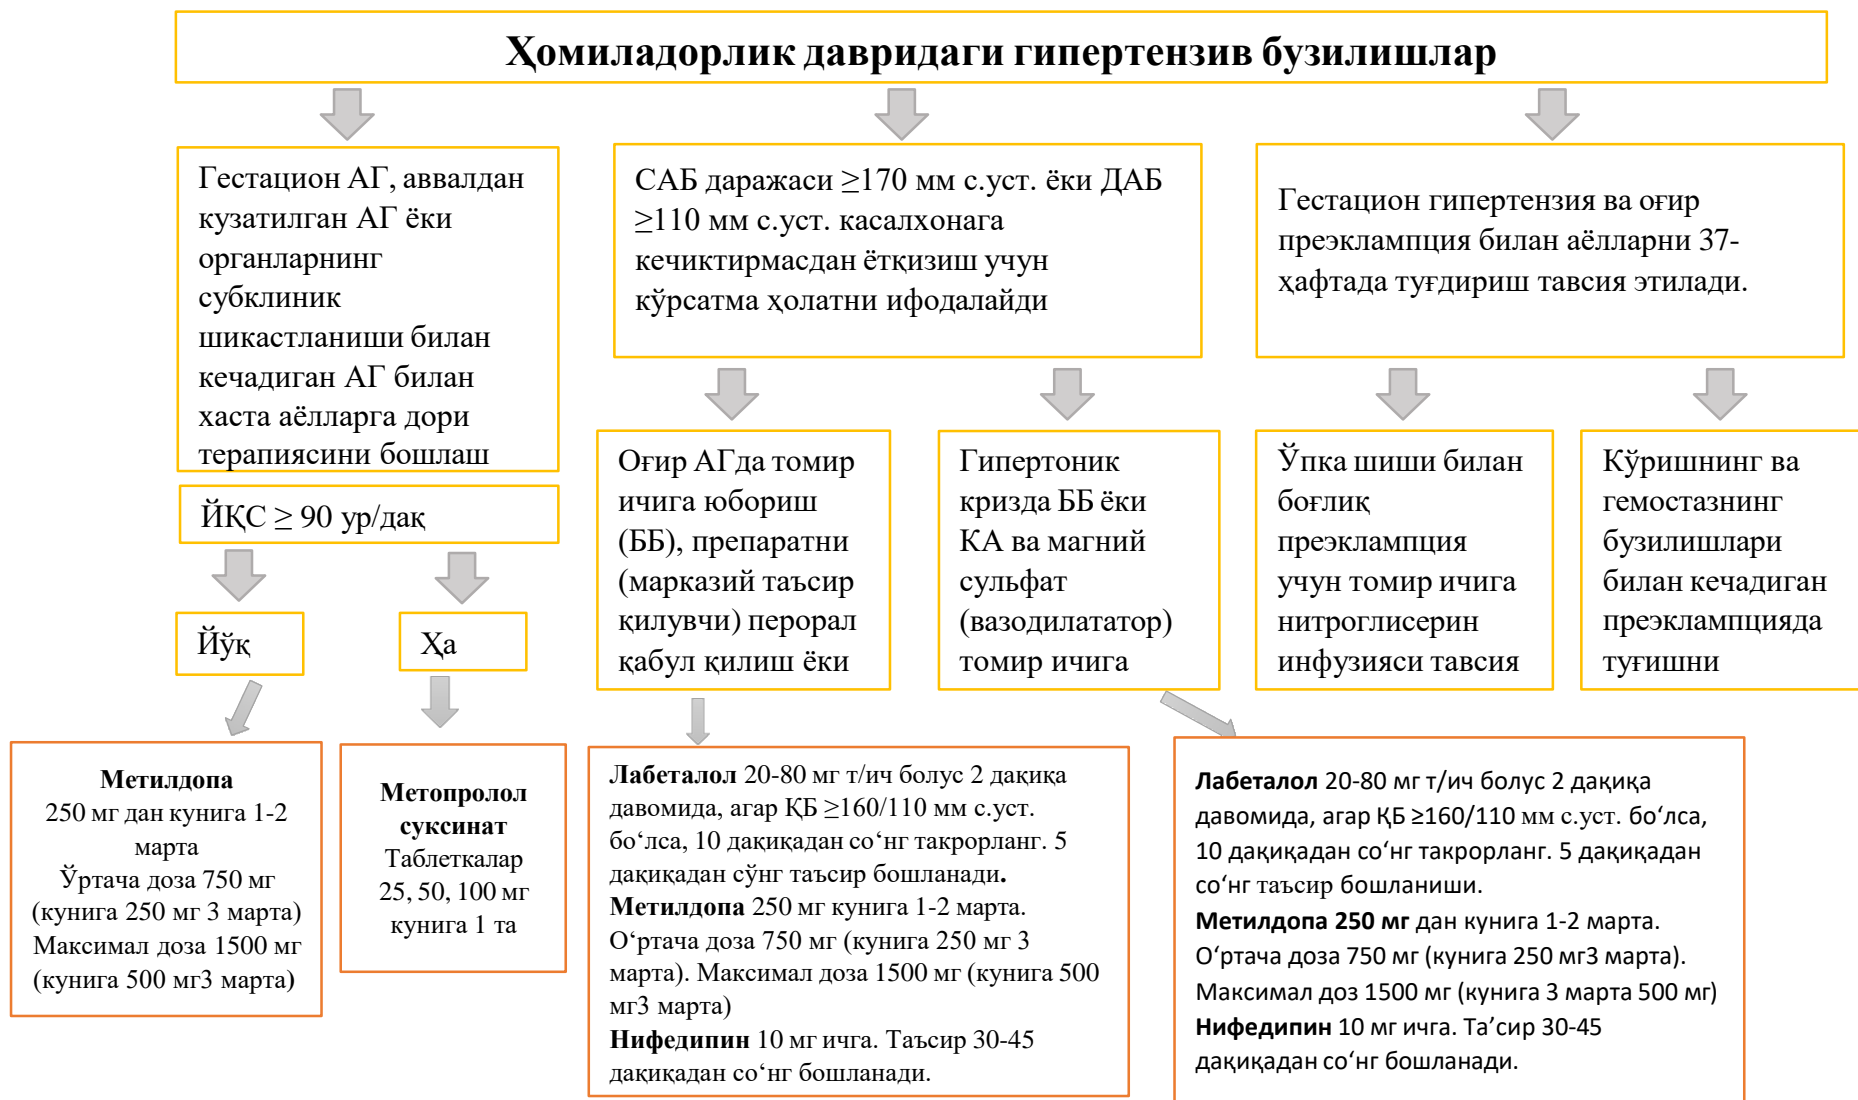 Ҳомиладорлик давридаги гипертензив бузилишлар
Гестацион АГ, аввалдан
кузатилган АГ ёки
органларнинг
субклиник
шикастланиши билан
кечадиган АГ билан
хаста аёлларга дори
терапиясини бошлаш
САБ даражаси ≥170 мм с.уст. ёки ДАБ
≥110 мм с.уст. касалхонага
кечиктирмасдан ётқизиш учун
кўрсатма ҳолатни ифодалайди
Гестацион гипертензия ва оғир
преэклампция билан аёлларни 37-
ҳафтада туғдириш тавсия этилади.
ЙҚС ≥ 90 ур/дақ
Йўқ
Ҳа
Оғир АГда томир
ичига юбориш
(ББ), препаратни
(марказий таъсир
қилувчи) перорал
қабул қилиш ёки
Гипертоник
кризда ББ ёки
КА ва магний
сульфат
(вазодилататор)
томир ичига
Ўпка шиши билан
боғлиқ
преэклампция
учун томир ичига
нитроглисерин
инфузияси тавсия
Кўришнинг ва
гемостазнинг
бузилишлари
билан кечадиган
преэклампцияда
туғишни
Метилдопа
250 мг дан кунига 1-2
марта
Ўртача доза 750 мг
(кунига 250 мг 3 марта)
Максимал доза 1500 мг
(кунига 500 мг3 марта)
Метопролол
суксинат
Таблеткалар
25, 50, 100 мг
кунига 1 та
Лабеталол 20-80 мг т/ич болус 2 дақиқа
давомида, агар ҚБ ≥160/110 мм с.уст.
бо‘лса, 10 дақиқадан со‘нг такрорланг. 5
дақиқадан сўнг таъсир бошланади.
Метилдопа 250 мг кунига 1-2 марта.
О‘ртача доза 750 мг (кунига 250 мг 3
марта). Максимал доза 1500 мг (кунига 500
мг3 марта)
Нифедипин 10 мг ичга. Таъсир 30-45
дақиқадан со‘нг бошланади.
Лабеталол 20-80 мг т/ич болус 2 дақиқа
давомида, агар ҚБ ≥160/110 мм с.уст. бо‘лса,
10 дақиқадан со‘нг такрорланг. 5 дақиқадан
со‘нг таъсир бошланиши.
Метилдопа 250 мг дан кунига 1-2 марта.
О‘ртача доза 750 мг (кунига 250 мг3 марта).
Максимал доз 1500 мг (кунига 3 марта 500 мг)
Нифедипин 10 мг ичга. Та’сир 30-45
дақиқадан со‘нг бошланади.